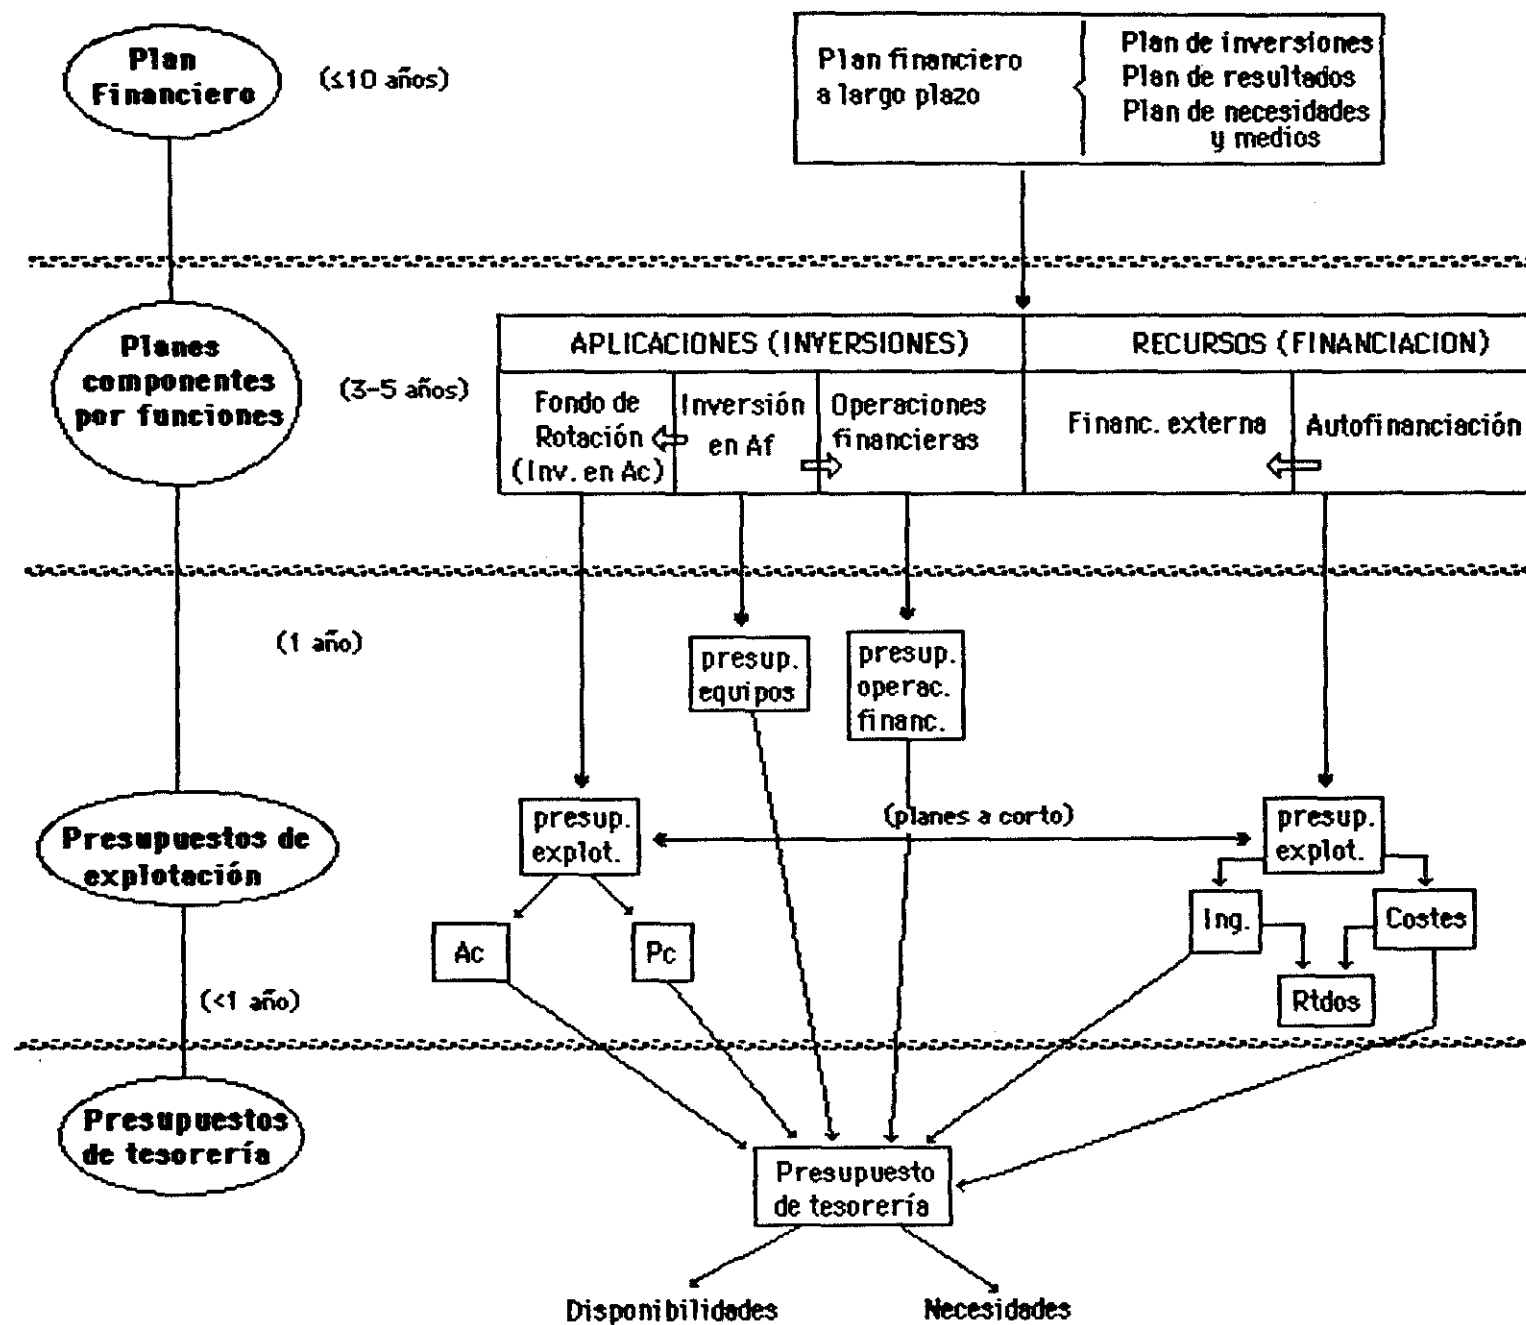 Plan
Financiero
(≤10 años)
Plan financiero
a largo plazo
Plan de inversiones
Plan de resultados
Plan de necesidades
y medios
Planes
componentes
por funciones
(3-5 años)
APLICACIONES (INVERSIONES)
RECURSOS (FINANCIACION)
Fondo de
Rotación
(Inv. en Ac)
Inversión
en Af
Operaciones
financieras
Financ. externa
Autofinanciación
(1 año)
presup.
equipos
presup.
operac.
financ.
Presupuestos de
explotación
presup.
explot.
(planes a corto)
presup.
explot.
Ac
Pc
Ing.
Costes
Rtdos
(<1 año)
Presupuestos
de tesorería
Presupuesto
de tesorería
Disponibilidades
Necesidades